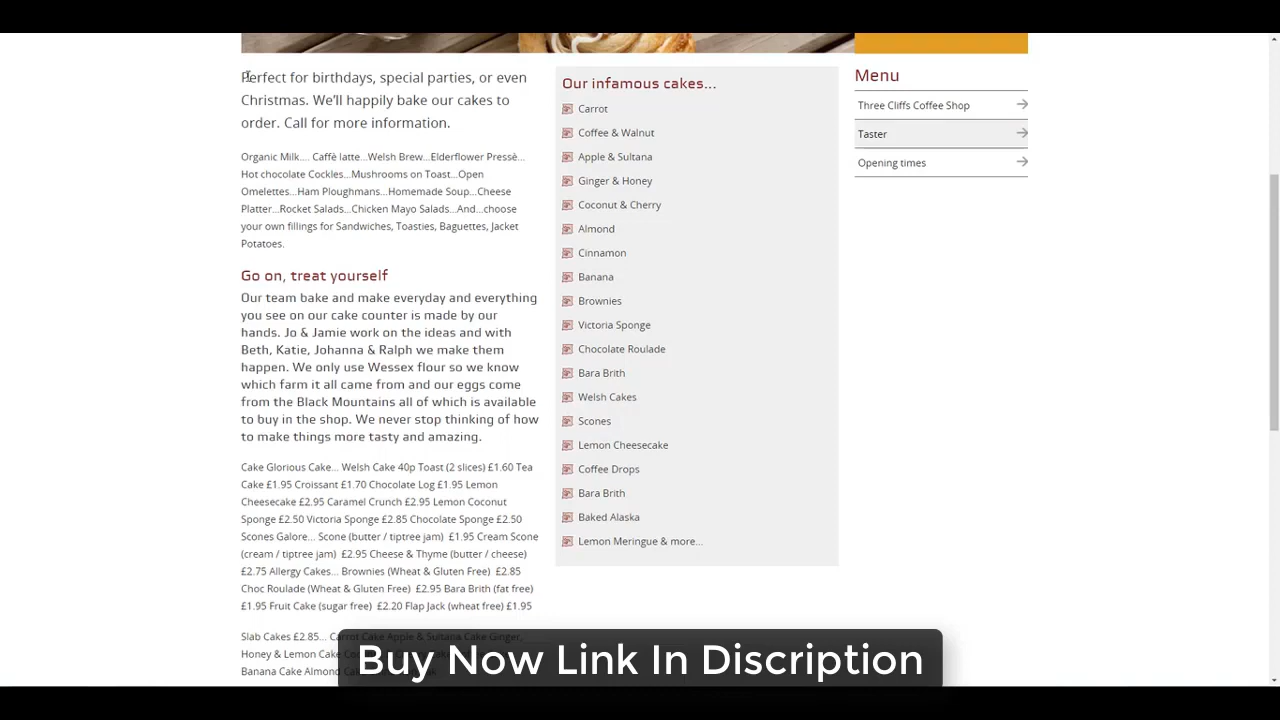 Perfect for birthdays, special parties, or even
Christmas. We'll happily bake our cakes to
order. Call for more information.
Organic Milk.... Caffè latte...Welsh Brew...Elderflower Pressè...
Hot chocolate Cockles...Mushrooms on Toast...Open
Omelettes...Ham Ploughmans...Homemade Soup...Cheese
Platter...Rocket Salads...Chicken Mayo Salads...And...choose
your own fillings for Sandwiches, Toasties, Baguettes, Jacket
Potatoes.
Go on, treat yourself
Our team bake and make everyday and everything
you see on our cake counter is made by our
hands. Jo & Jamie work on the ideas and with
Beth, Katie, Johanna & Ralph we make them
happen. We only use Wessex flour so we know
which farm it all came from and our eggs come
from the Black Mountains all of which is available
to buy in the shop. We never stop thinking of how
to make things more tasty and amazing.
Cake Glorious Cake... Welsh Cake 40p Toast (2 slices) £1.60 Tea
Cake £1.95 Croissant £1.70 Chocolate Log £1.95 Lemon
Cheesecake £2.95 Caramel Crunch £2.95 Lemon Coconut
Sponge £2.50 Victoria Sponge £2.85 Chocolate Sponge £2.50
Scones Galore... Scone (butter / tiptree jam) £1.95 Cream Scone
(cream / tiptree jam) £2.95 Cheese & Thyme (butter / cheese)
£2.75 Allergy Cakes... Brownies (Wheat & Gluten Free) £2.85
Choc Roulade (Wheat & Gluten Free) £2.95 Bara Brith (fat free)
£1.95 Fruit Cake (sugar free) £2.20 Flap Jack (wheat free) £1.95
Slab Cakes £2.85... Carrot Cake Apple & Sultana Cake Ginger,
Honey & Lemon Cake
Banana Cake Almond
Our infamous cakes...
Carrot
Coffee & Walnut
Apple & Sultana
Ginger & Honey
Coconut & Cherry
Almond
Cinnamon
Banana
Brownies
Victoria Sponge
Chocolate Roulade
Bara Brith
Welsh Cakes
Scones
Lemon Cheesecake
Coffee Drops
Bara Brith
Baked Alaska
Lemon Meringue & more...
Menu
Three Cliffs Coffee Shop
Taster
Opening times
Buy Now Link In Discription